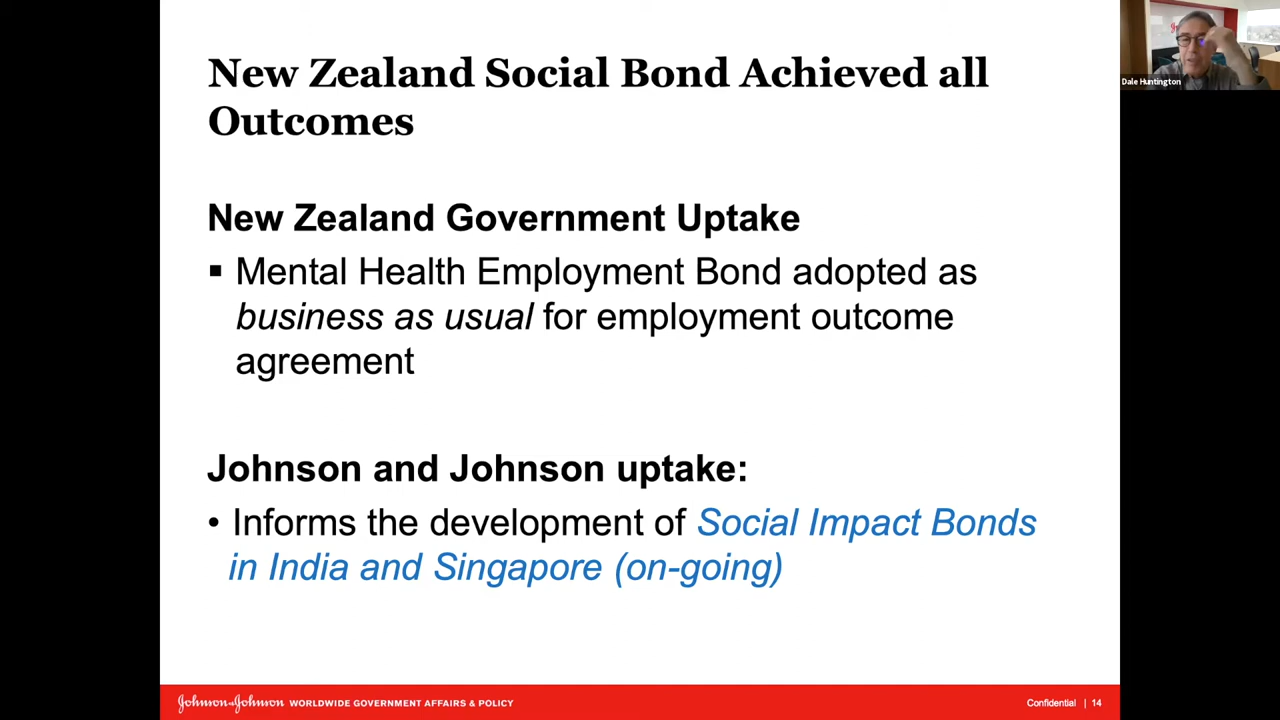 New Zealand Social Bond Achieved all
Outcomes
New Zealand Government Uptake
▪ Mental Health Employment Bond adopted as
business as usual for employment outcome
agreement
Johnson and Johnson uptake:
• Informs the development of Social Impact Bonds
in India and Singapore (on-going)
Johnson & Johnson WORLDWIDE GOVERNMENT AFFAIRS & POLICY
Confidential | 14
Dale Huntington